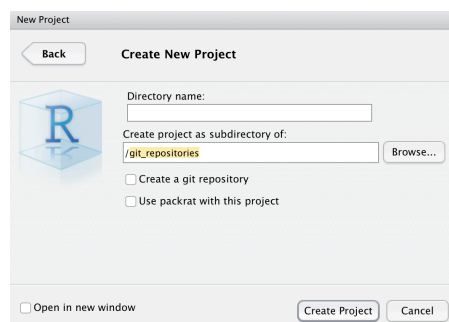 New Project
Back
Create New Project
R
Directory name:
Create project as subdirectory of:
/git_repositories
Browse...
Create a git repository
Use packrat with this project
Open in new window
Create Project
Cancel